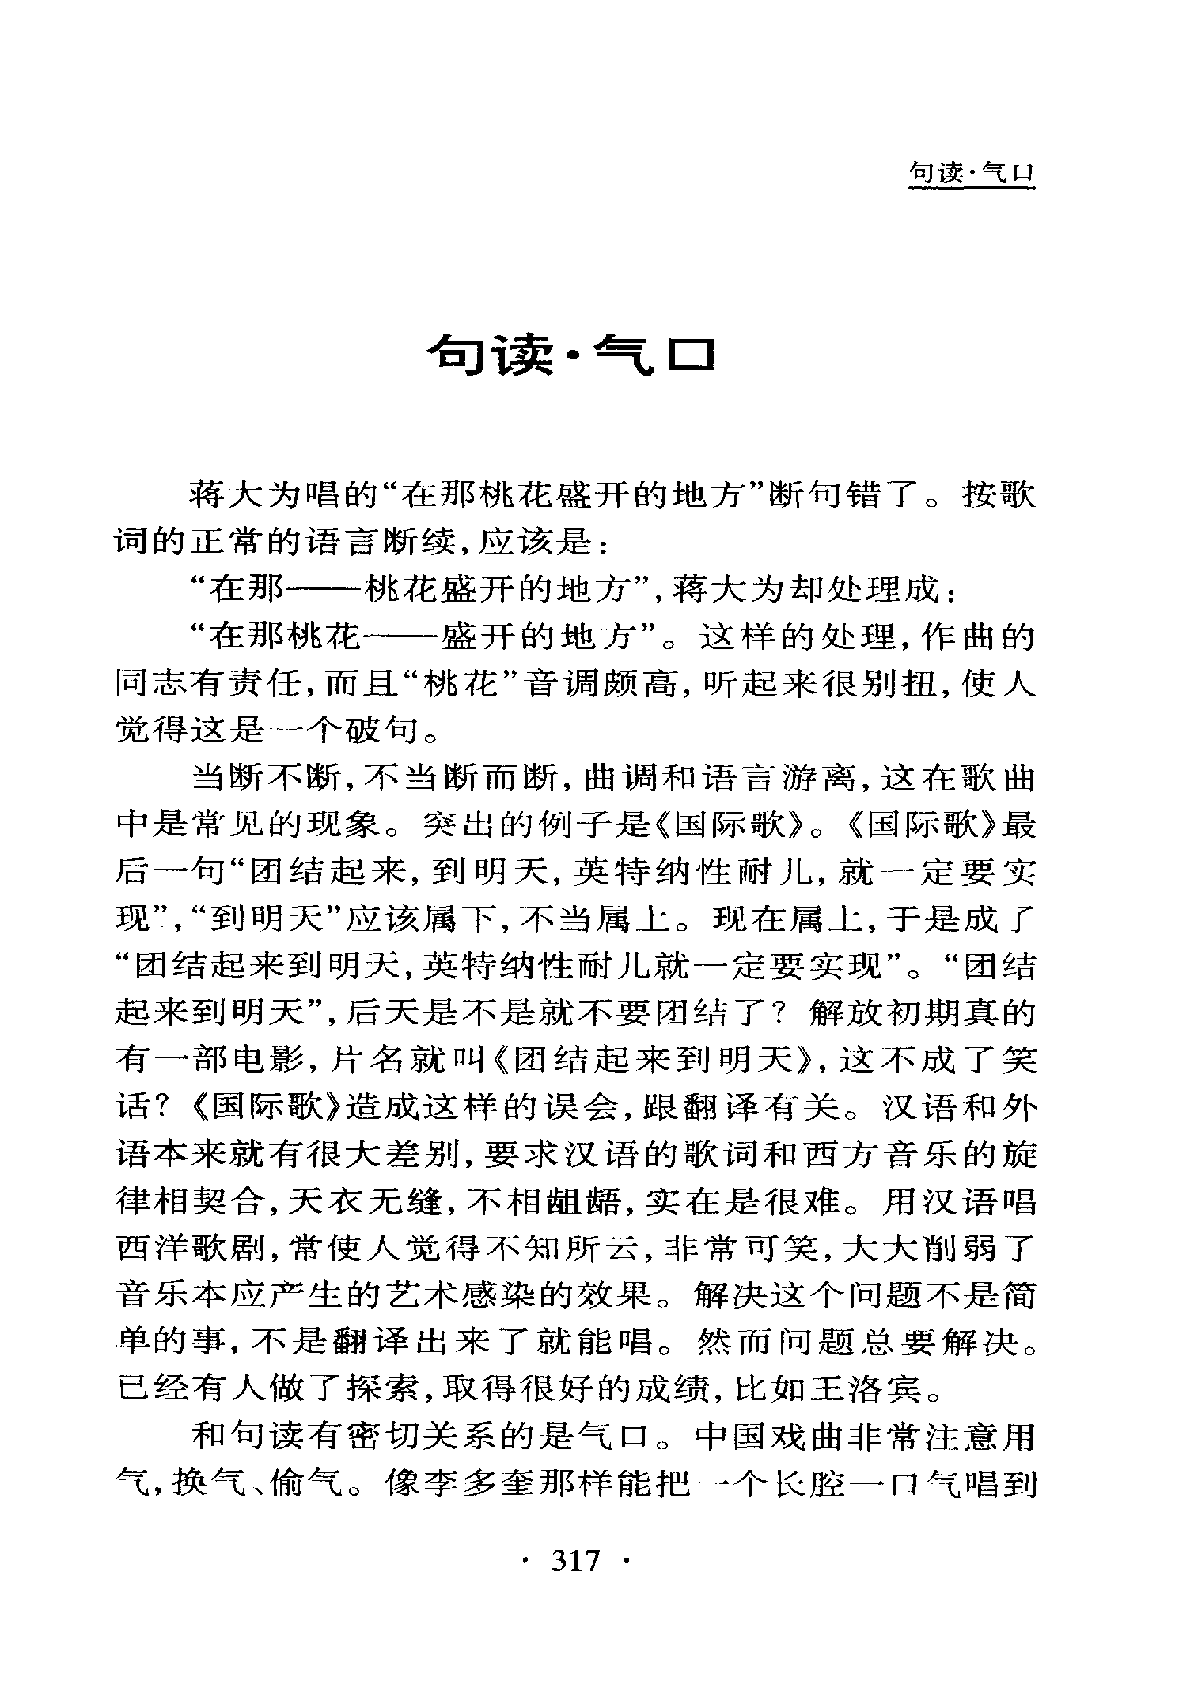 句读·气口
句读·气口
蒋大为唱的“在那桃花盛开的地方”断句错了。按歌
词的正常的语言断续,应该是:
“在那——桃花盛开的地方”,蒋大为却处理成:
“在那桃花——盛开的地方”。这样的处理,作曲的
同志有责任,而且“桃花”音调颇高,听起来很别扭,使人
觉得这是一个破句。
当断不断,不当断而断,曲调和语言游离,这在歌曲
中是常见的现象。突出的例子是《国际歌》。《国际歌》最
后一句“团结起来,到明天,英特纳性耐儿,就一定要实
现”,“到明天”应该属下,不当属上。现在属上,于是成了
“团结起来到明天,英特纳性耐儿就一定要实现”。“团结
起来到明天”,后天是不是就不要团结了?解放初期真的
有一部电影,片名就叫《团结起来到明天》,这不成了笑
话?《国际歌》造成这样的误会,跟翻译有关。汉语和外
语本来就有很大差别,要求汉语的歌词和西方音乐的旋
律相契合,天衣无缝,不相龃龉,实在是很难。用汉语唱
西洋歌剧,常使人觉得不知所云,非常可笑,大大削弱了
音乐本应产生的艺术感染的效果。解决这个问题不是简
单的事,不是翻译出来了就能唱。然而问题总要解决。
已经有人做了探索,取得很好的成绩,比如王洛宾。
和句读有密切关系的是气口。中国戏曲非常注意用
气,换气、偷气。像李多奎那样能把一个长腔一口气唱到
· 317 ·